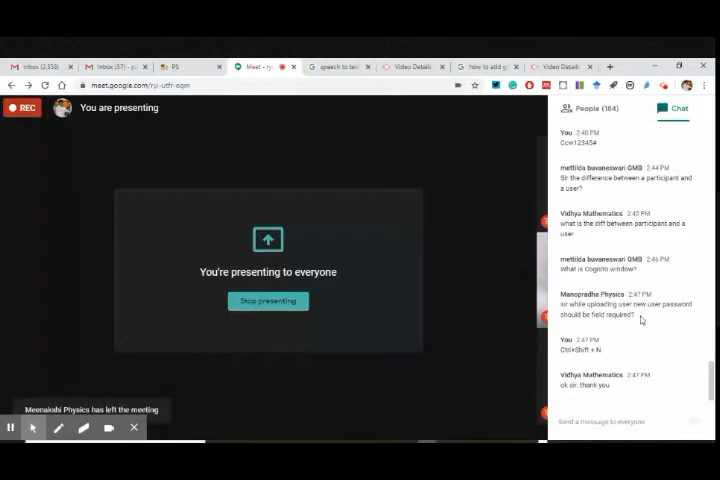 Inbox (2,353)
Inbox (37) - p
PS
Meet - ryi
speech to tex
Video Details
how to add g
Video Details
meet.google.com/ryi-utfr-eqm
REC
You are presenting
People (184)
Chat
You 2:40 PM
Ccw12345#
mettilda buvaneswari GMB 2:44 PM
Sir the difference between a participant and
a user?
Vidhya Mathematics 2:45 PM
what is the diff between participant and a
user
mettilda buvaneswari GMB 2:46 PM
What is Cognito window?
Manopradha Physics 2:47 PM
sir while uploading user new user password
should be field required?
You 2:47 PM
Ctrl+Shift + N
Vidhya Mathematics 2:47 PM
ok sir..thank you
Send a message to everyone
You're presenting to everyone
Stop presenting
Meenakshi Physics has left the meeting